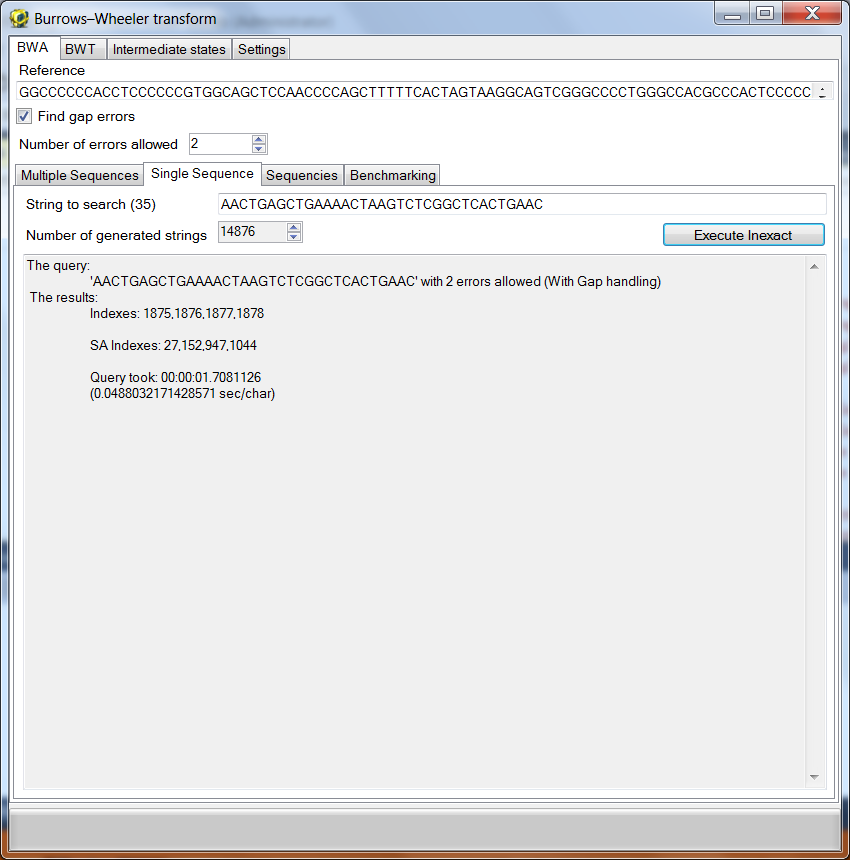 Burrows–Wheeler transform
BWA BWT Intermediate states Settings
Reference
GGCCCCCCACCTCCCCCCGTGGCAGCTCCAACCCCAGCTTTTTCACTAGTAAGGCAGTCGGGCCCCTGGGCCACGCCCACTCCCCC
Find gap errors
Number of errors allowed 2
Multiple Sequences Single Sequence Sequencies Benchmarking
String to search (35) AACTGAGCTGAAAACTAAGTCTCGGCTCACTGAAC
Number of generated strings 14876 Execute Inexact
The query:
'AACTGAGCTGAAAACTAAGTCTCGGCTCACTGAAC' with 2 errors allowed (With Gap handling)
The results:
Indexes: 1875,1876,1877,1878
SA Indexes: 27,152,947,1044
Query took: 00:00:01.7081126
(0.0488032171428571 sec/char)